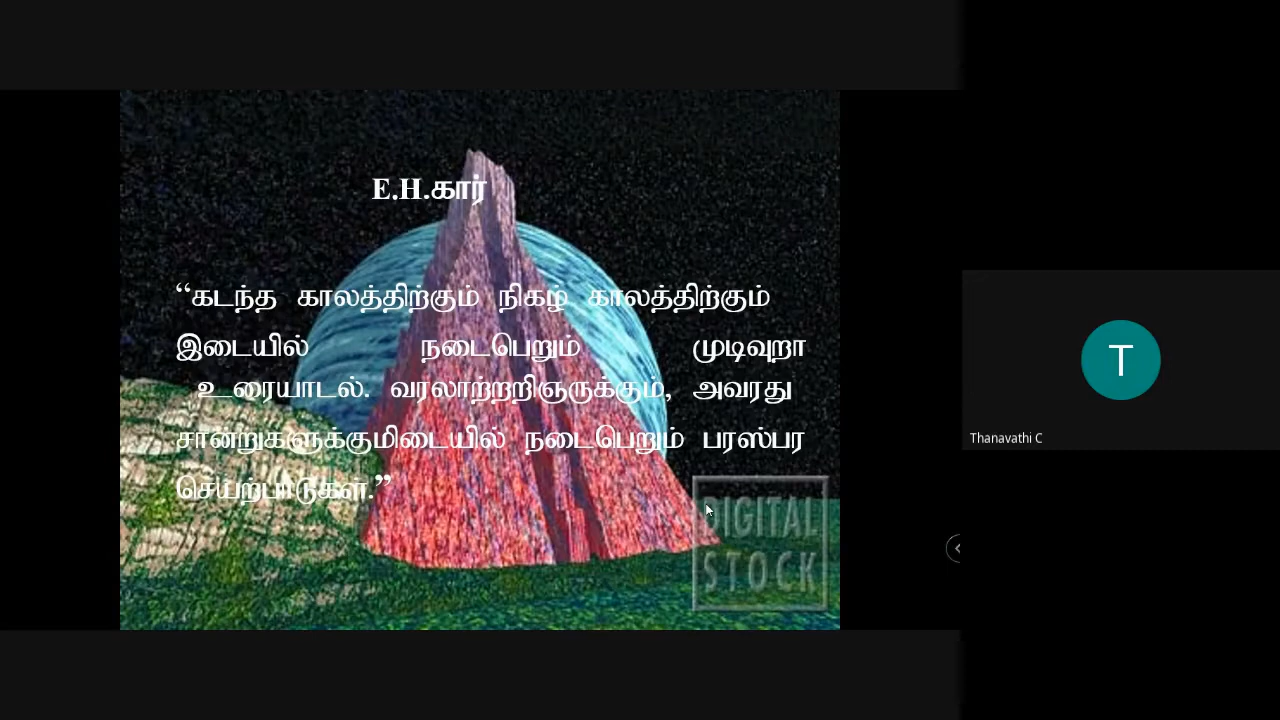 E.H.கார்
“கடந்த காலத்திற்கும் நிகழ் காலத்திற்கும்
இடையில் நடைபெறும் முடிவுறா
உரையாடல். வரலாற்றறிஞருக்கும், அவரது
சான்றுகளுக்குமிடையில் நடைபெறும் பரஸ்பர
செயற்பாடுகள்.”
DIGITAL
STOCK
T
Thanavathi C